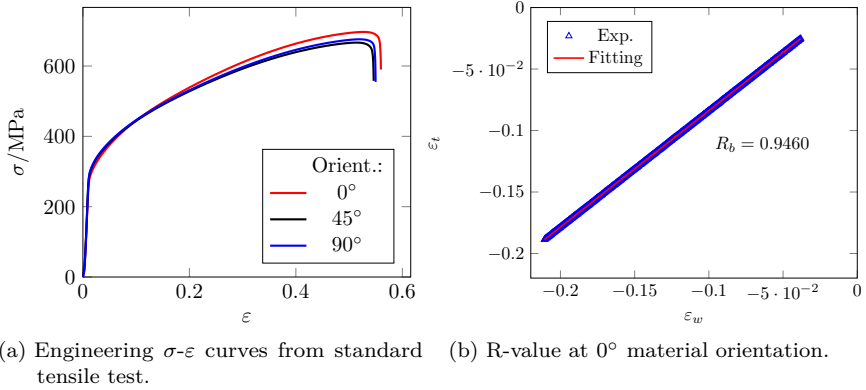 600
400
200
0
0
0.2
0.4
0.6
σ/MPa
ε
Orient.:
0°
45°
90°
0
−5 · 10⁻²
−0.1
−0.15
−0.2
−0.2
−0.15
−0.1
−5 · 10⁻²
0
ε_t
ε_w
Exp.
Fitting
R_b = 0.9460
(a) Engineering σ-ε curves from standard
tensile test.
(b) R-value at 0° material orientation.